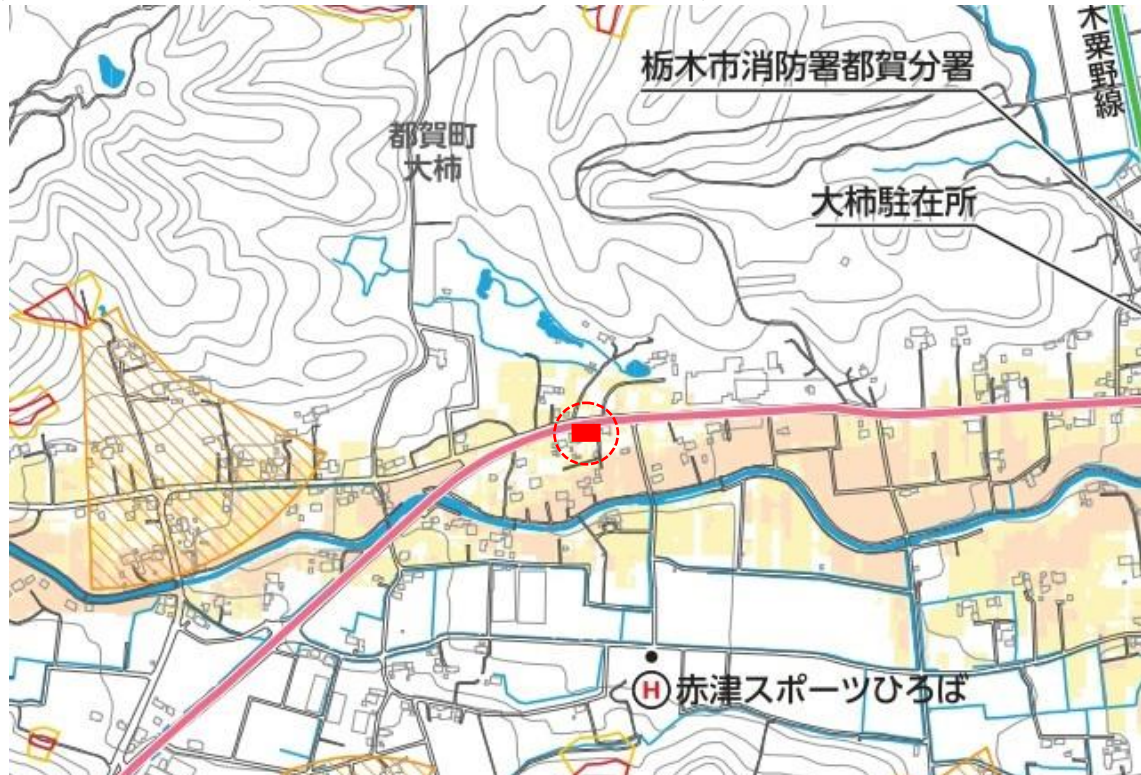 木粟野線
栃木市消防署都賀分署
都賀町
大柿
大柿駐在所
H 赤津スポーツひろば